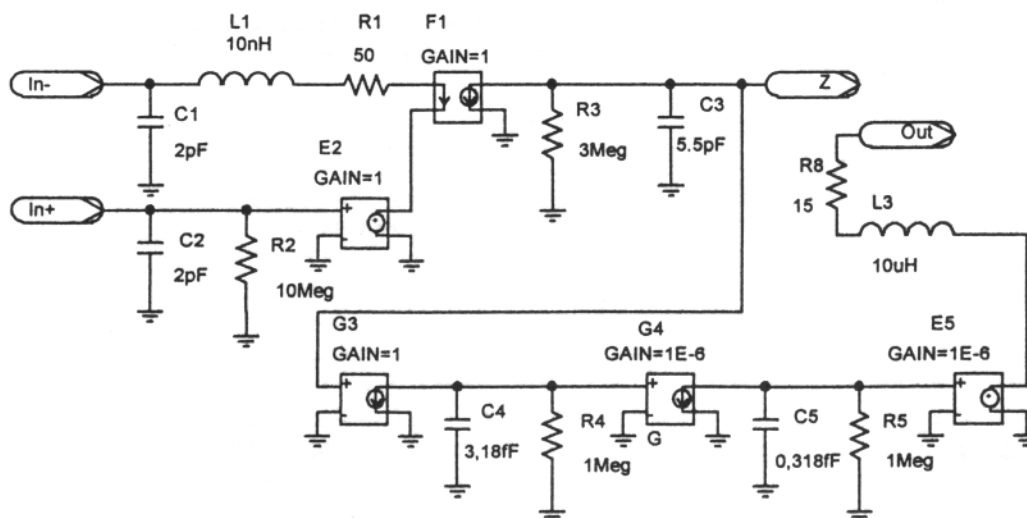 L1
10nH
R1
50
F1
GAIN=1
In-
C1
2pF
R3
3Meg
C3
5.5pF
Z
Out
R8
15
L3
10uH
E2
GAIN=1
In+
C2
2pF
R2
10Meg
+
-
G3
GAIN=1
+
-
C4
3,18fF
R4
1Meg
G4
GAIN=1E-6
+
-
G
C5
0,318fF
R5
1Meg
E5
GAIN=1E-6
+
-